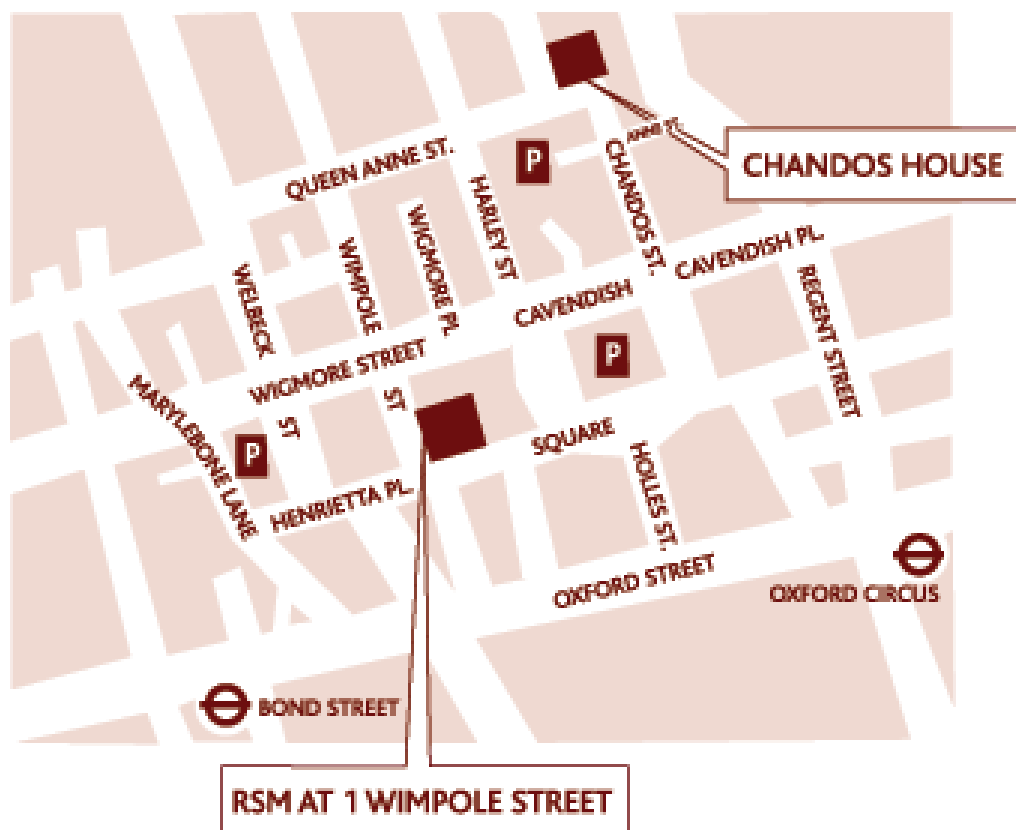 ANNE ST.
CHANDOS HOUSE
QUEEN ANNE ST.
P
CHANDOS ST.
HARLEY ST
WIGMORE PL
WIMPOLE
ST
WELBECK
ST
CAVENDISH PL.
CAVENDISH
SQUARE
REGENT STREET
WIGMORE STREET
P
MARYLEBONE LANE
P
HENRIETTA PL.
HOLLES ST.
OXFORD STREET
OXFORD CIRCUS
BOND STREET
RSM AT 1 WIMPOLE STREET